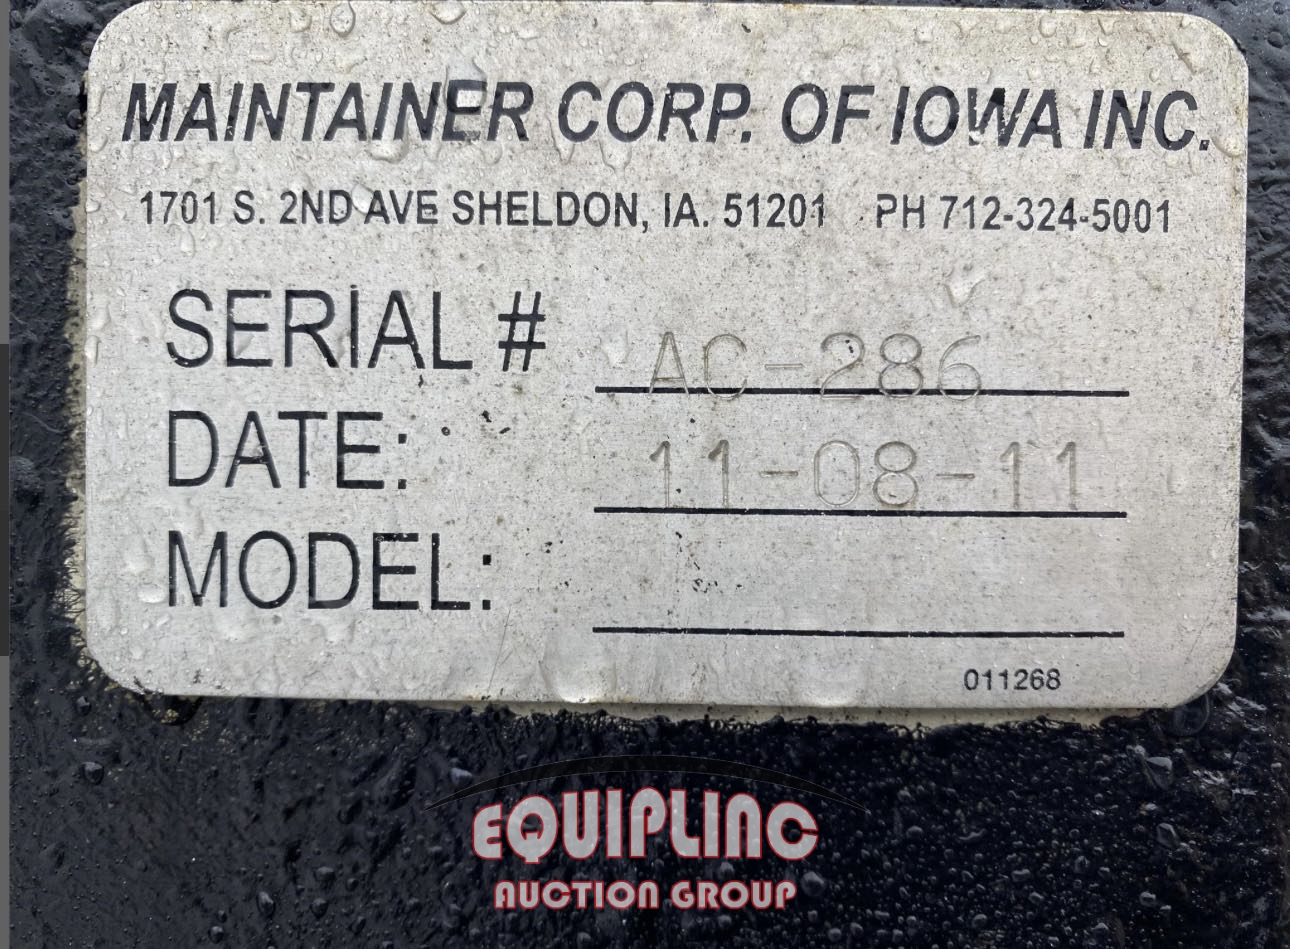 MAINTAINER CORP. OF IOWA INC.
1701 S. 2ND AVE SHELDON, IA. 51201 PH 712-324-5001
SERIAL # AC-286
DATE: 11-08-11
MODEL:
011268
EQUIPLINC
AUCTION GROUP